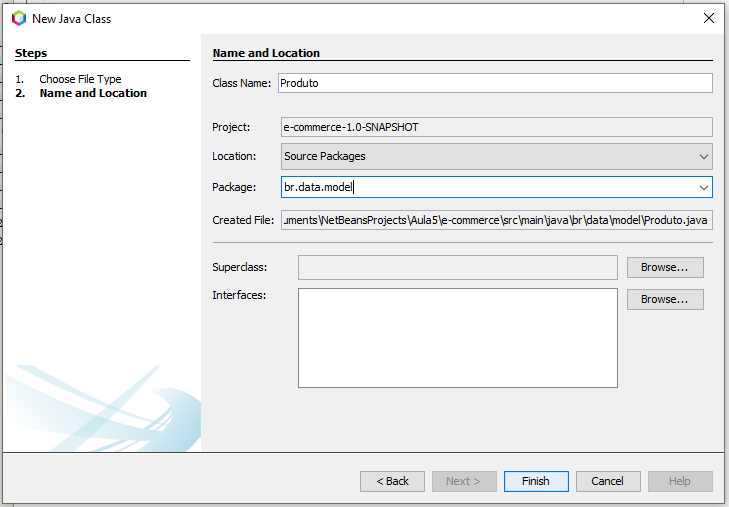 New Java Class
Steps
1. Choose File Type
2. Name and Location
Name and Location
Class Name: Produto
Project: e-commerce-1.0-SNAPSHOT
Location: Source Packages
Package: br.data.model
Created File: uments\NetBeansProjects\Aula5\e-commerce\src\main\java\br\data\model\Produto.java
Superclass: Browse...
Interfaces: Browse...
< Back Next > Finish Cancel Help